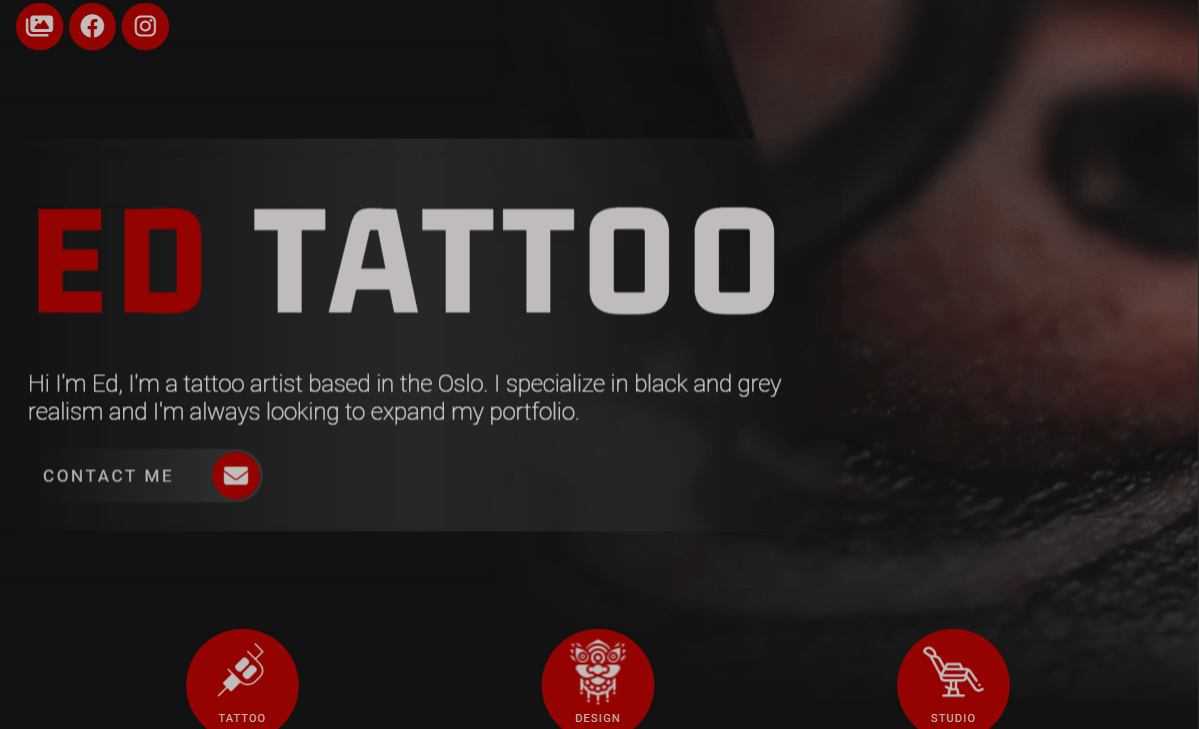 ED TATTOO
Hi I'm Ed, I'm a tattoo artist based in the Oslo. I specialize in black and grey
realism and I'm always looking to expand my portfolio.
CONTACT ME
TATTOO
DESIGN
STUDIO